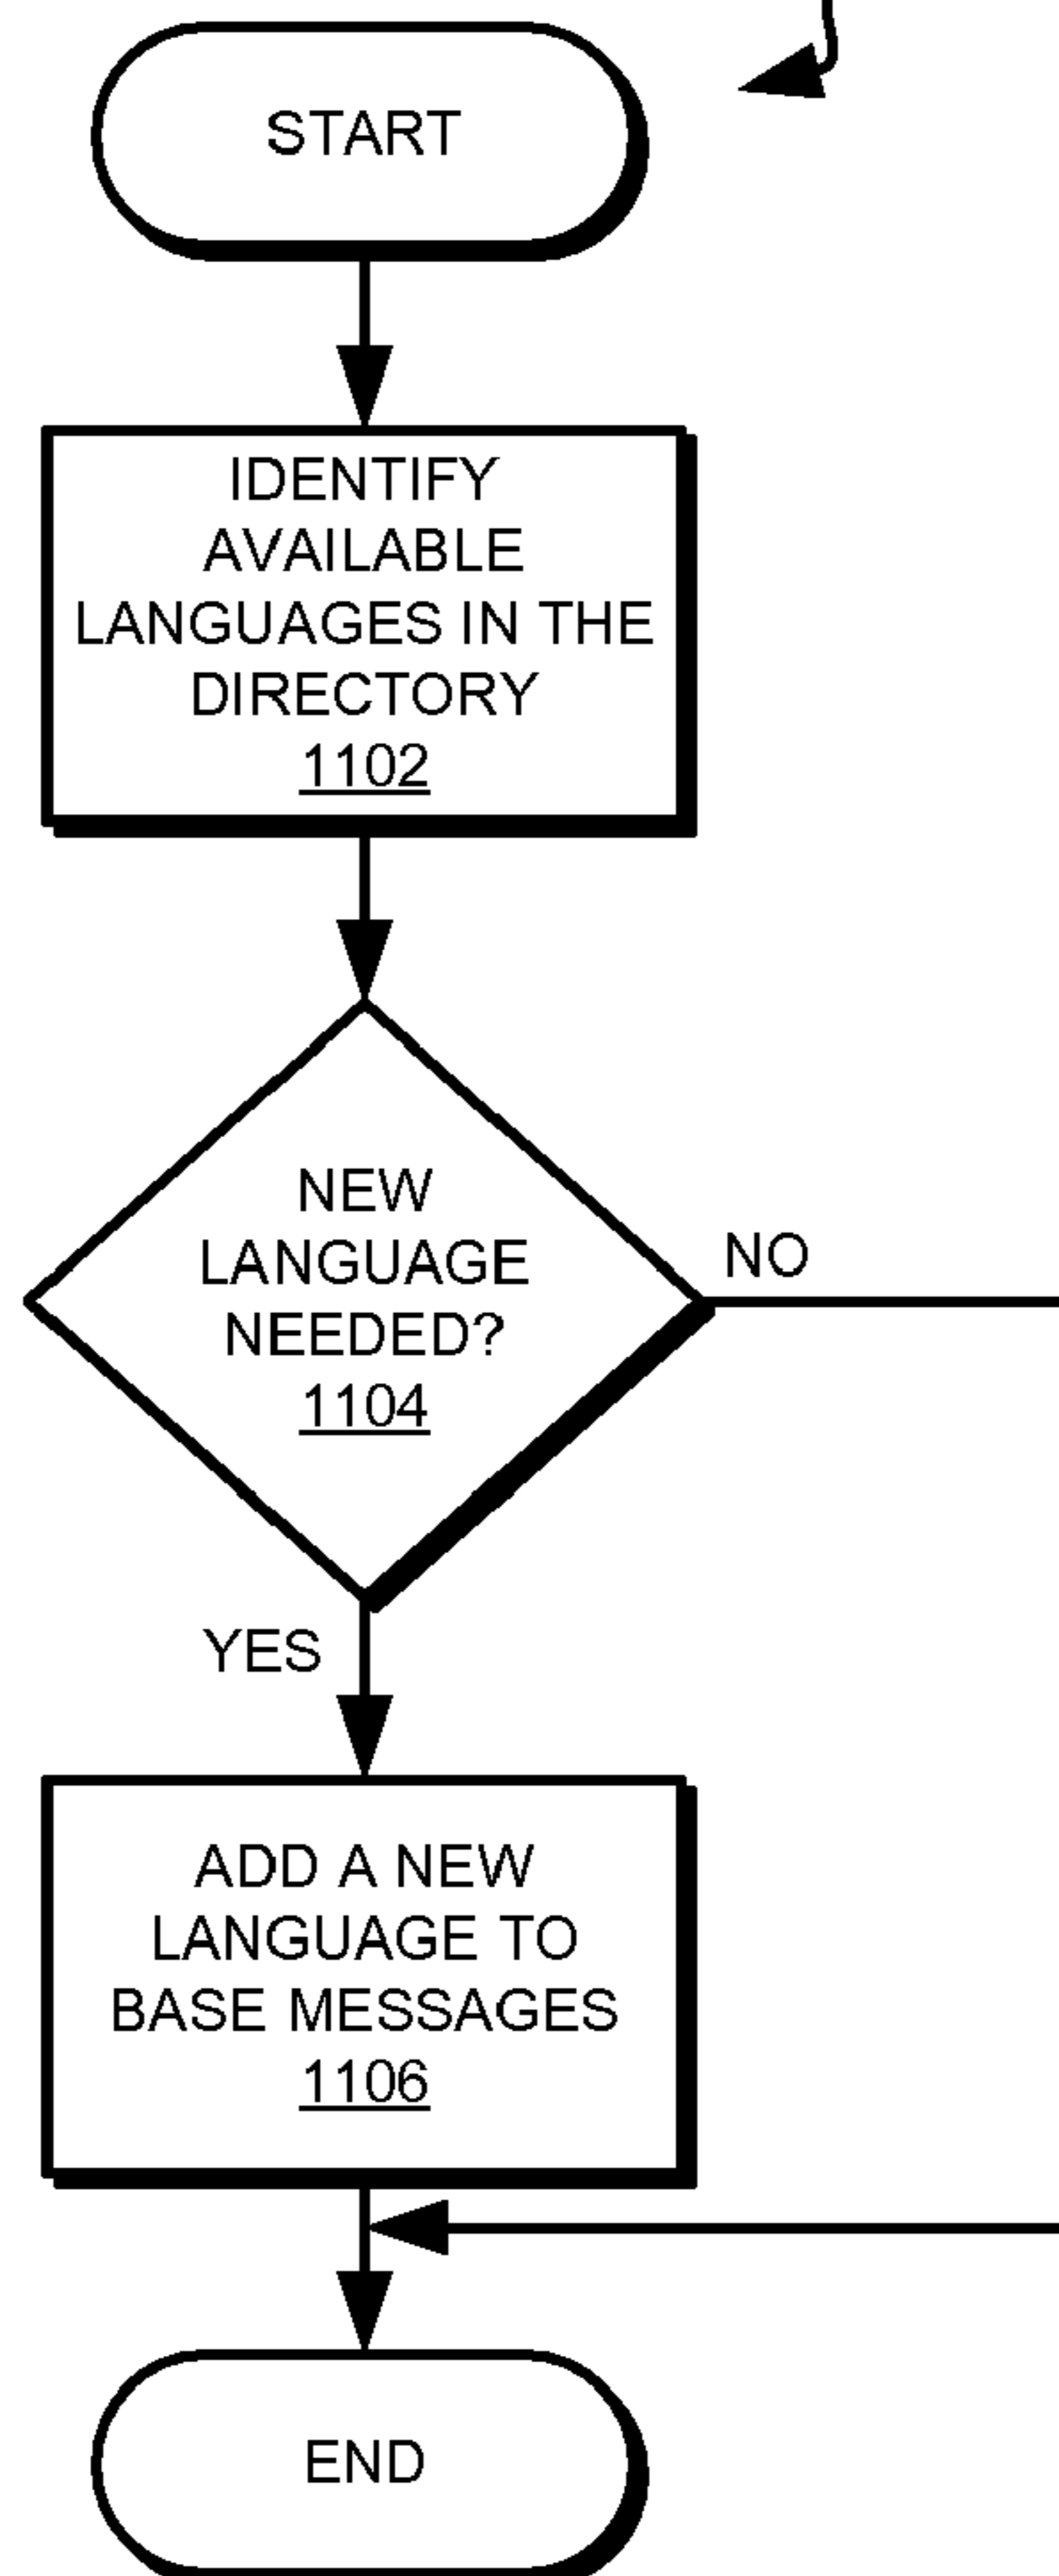 START
IDENTIFY
AVAILABLE
LANGUAGES IN THE
DIRECTORY
1102
NEW
LANGUAGE
NEEDED?
1104
NO
YES
ADD A NEW
LANGUAGE TO
BASE MESSAGES
1106
END